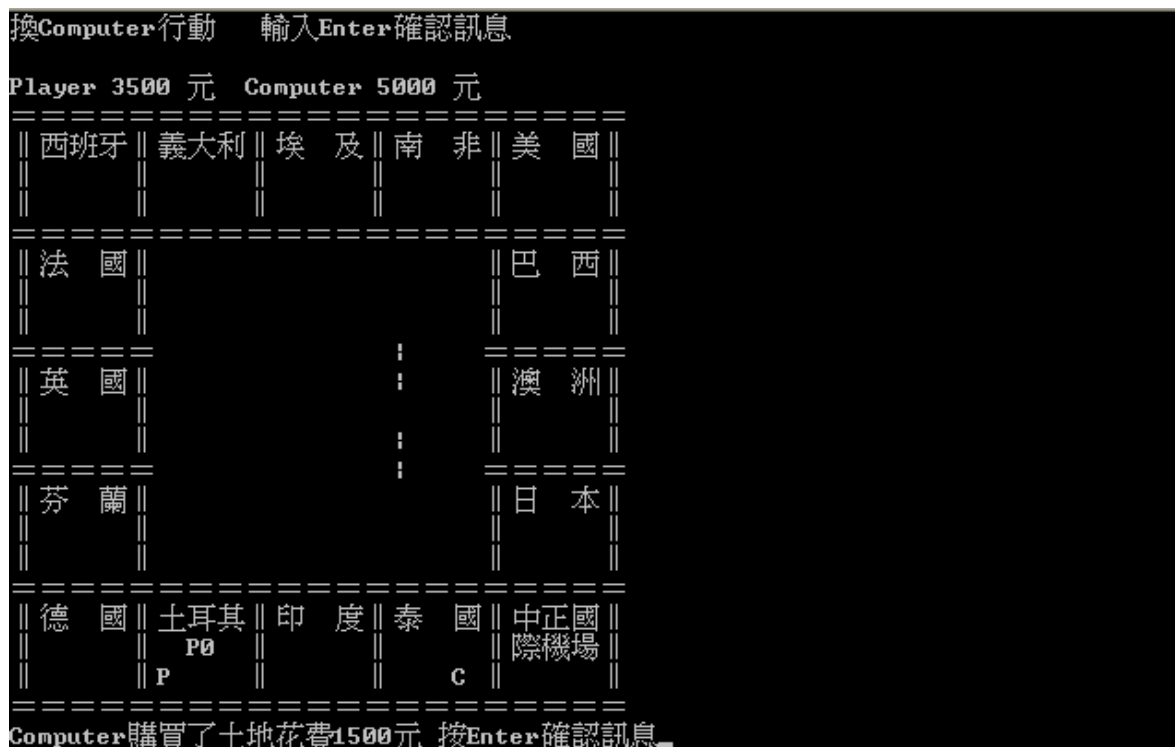 換Computer行動 輸入Enter確認訊息
Player 3500 元 Computer 5000 元
西班牙 義大利 埃 及 南 非 美 國
法 國 巴 西
英 國 澳 洲
芬 蘭 日 本
德 國 土耳其 印 度 泰 國 中正國
P0 際機場
P C
Computer購買了土地花費1500元 按Enter確認訊息_